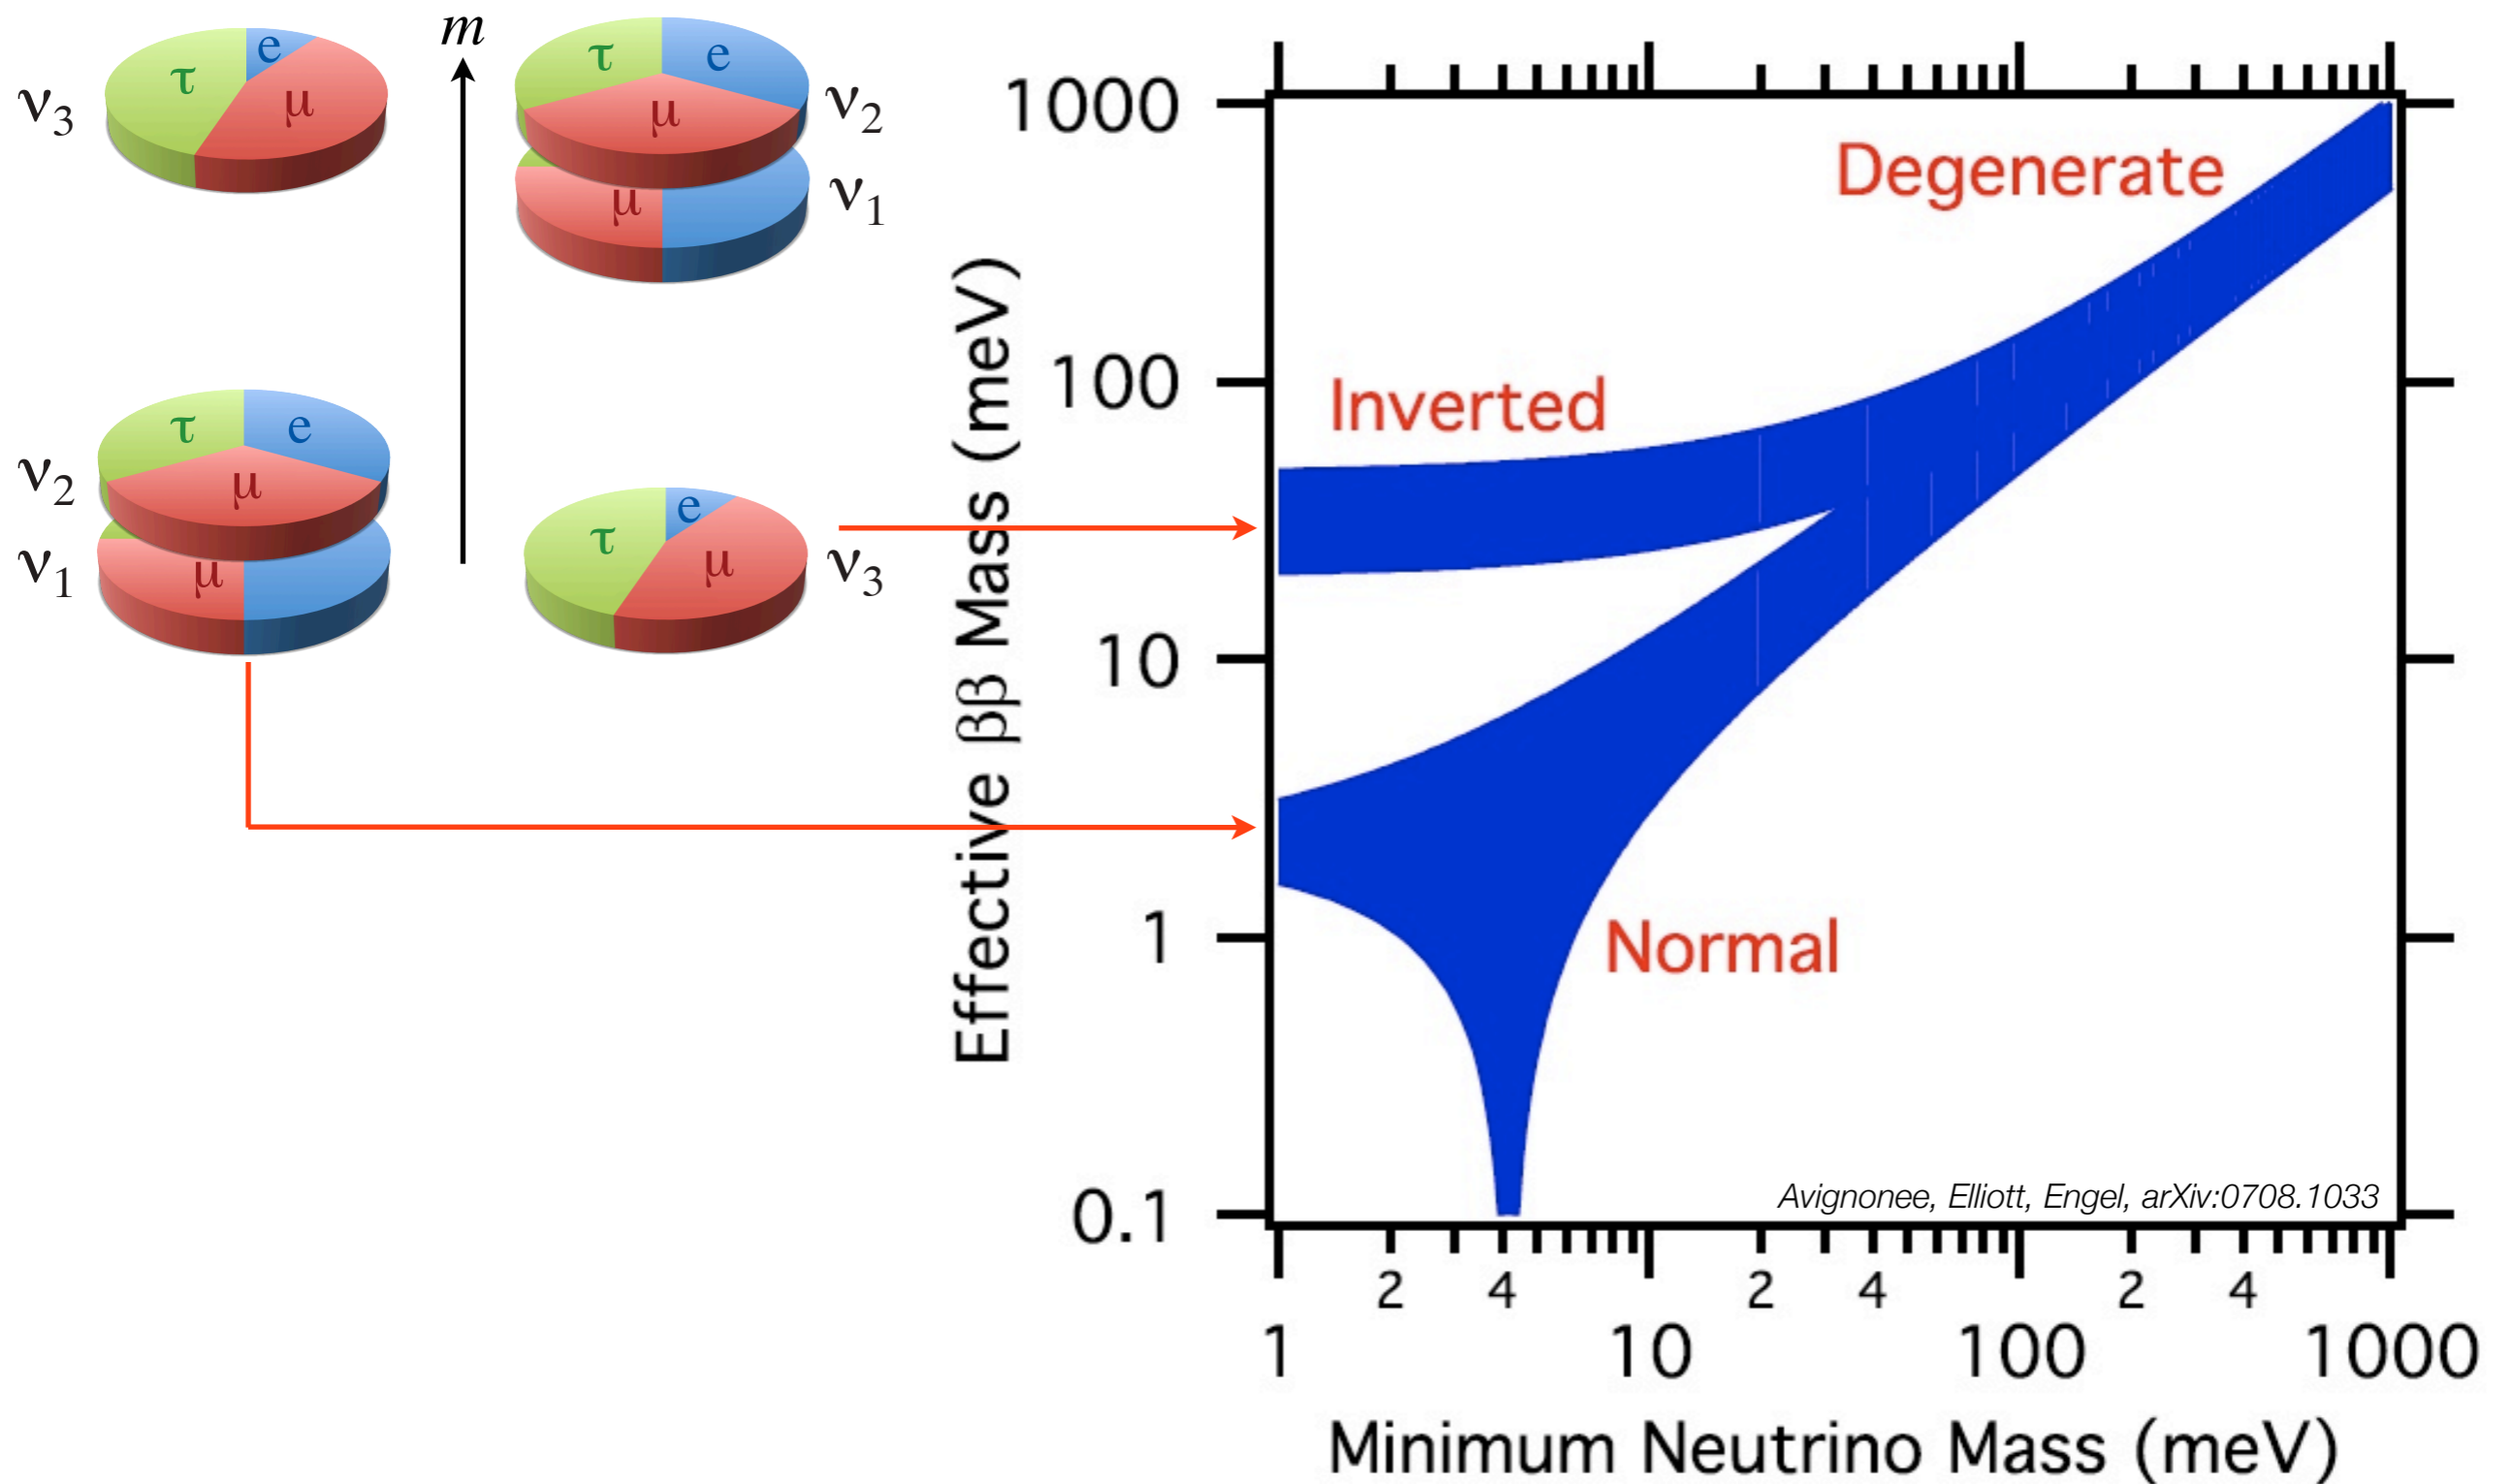 m
ν3
τ
e
μ
ν2
τ
e
μ
ν1
μ
τ
e
μ
ν2
μ
ν1
τ
e
μ
ν3
μ
Effective ββ Mass (meV)
1000
100
10
1
0.1
Degenerate
Inverted
Normal
Avignonee, Elliott, Engel, arXiv:0708.1033
2 4 2 4 2 4
1 10 100 1000
Minimum Neutrino Mass (meV)